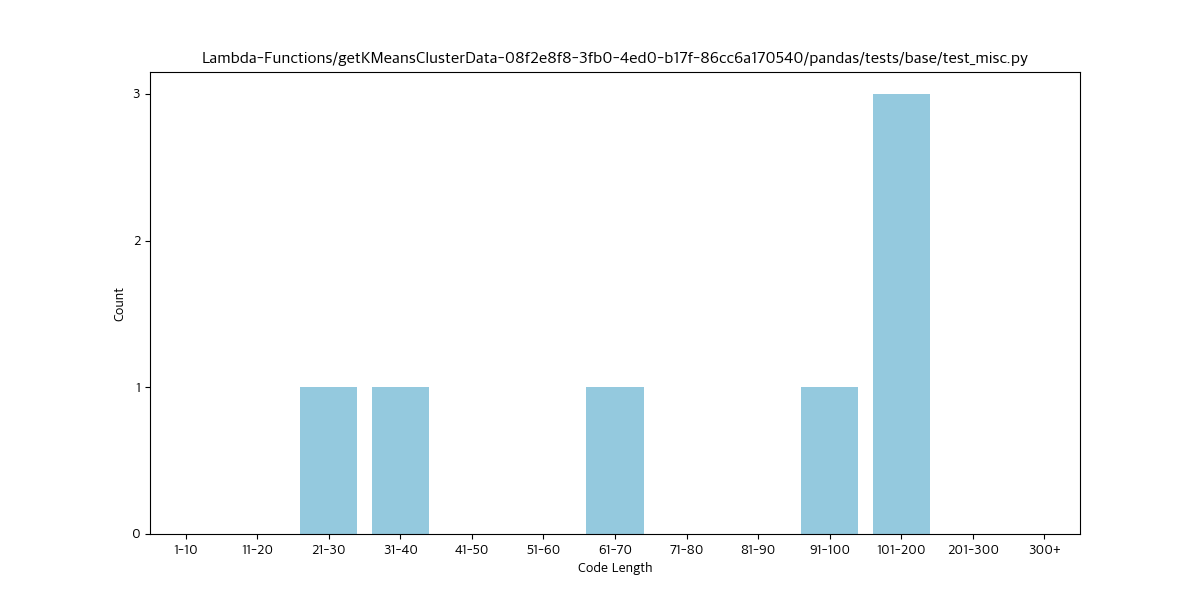 Lambda-Functions/getKMeansClusterData-08f2e8f8-3fb0-4ed0-b17f-86cc6a170540/pandas/tests/base/test_misc.py
3
2
1
0
Count
1-10 11-20 21-30 31-40 41-50 51-60 61-70 71-80 81-90 91-100 101-200 201-300 300+
Code Length